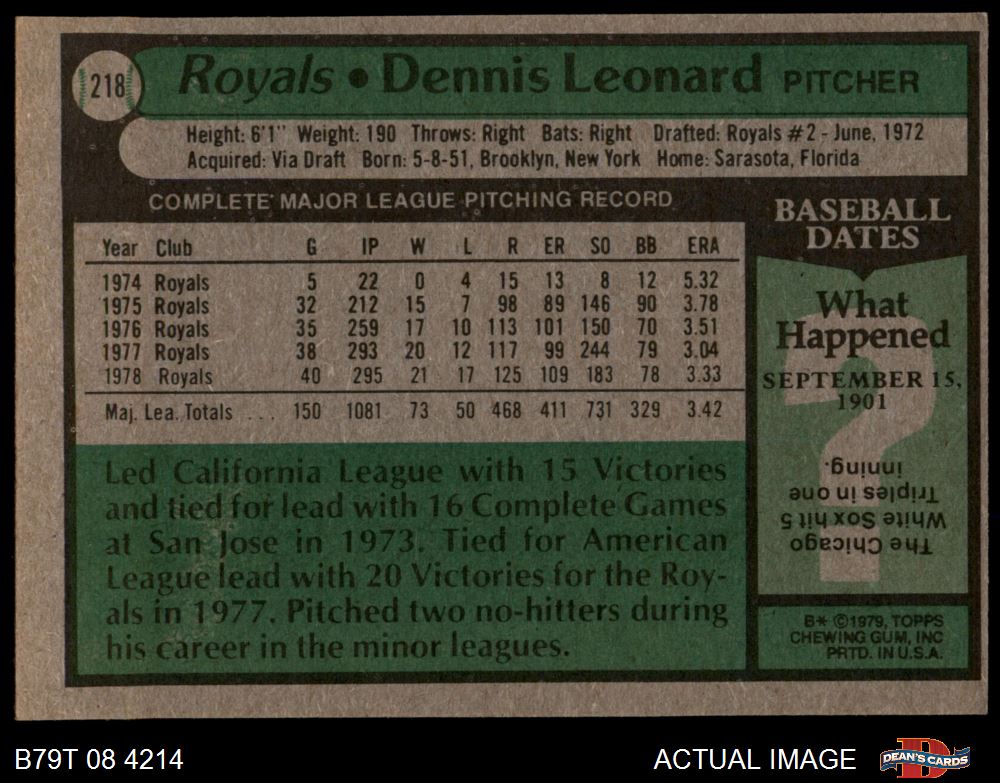 218
Royals • Dennis Leonard PITCHER
Height: 6'1" Weight: 190 Throws: Right Bats: Right Drafted: Royals #2 - June, 1972
Acquired: Via Draft Born: 5-8-51, Brooklyn, New York Home: Sarasota, Florida
COMPLETE MAJOR LEAGUE PITCHING RECORD
Year Club G IP W L R ER SO BB ERA
1974 Royals 5 22 0 4 15 13 8 12 5.32
1975 Royals 32 212 15 7 98 89 146 90 3.78
1976 Royals 35 259 17 10 113 101 150 70 3.51
1977 Royals 38 293 20 12 117 99 244 79 3.04
1978 Royals 40 295 21 17 125 109 183 78 3.33
Maj. Lea. Totals ... 150 1081 73 50 468 411 731 329 3.42
Led California League with 15 Victories
and tied for lead with 16 Complete Games
at San Jose in 1973. Tied for American
League lead with 20 Victories for the Roy-
als in 1977. Pitched two no-hitters during
his career in the minor leagues.
BASEBALL
DATES
What
Happened
SEPTEMBER 15,
1901
The Chicago
White Sox hit 5
Triples in one
inning.
B* ©1979, TOPPS
CHEWING GUM, INC
PRTD. IN U.S.A.
B79T 08 4214
ACTUAL IMAGE
D
DEAN'S CARDS